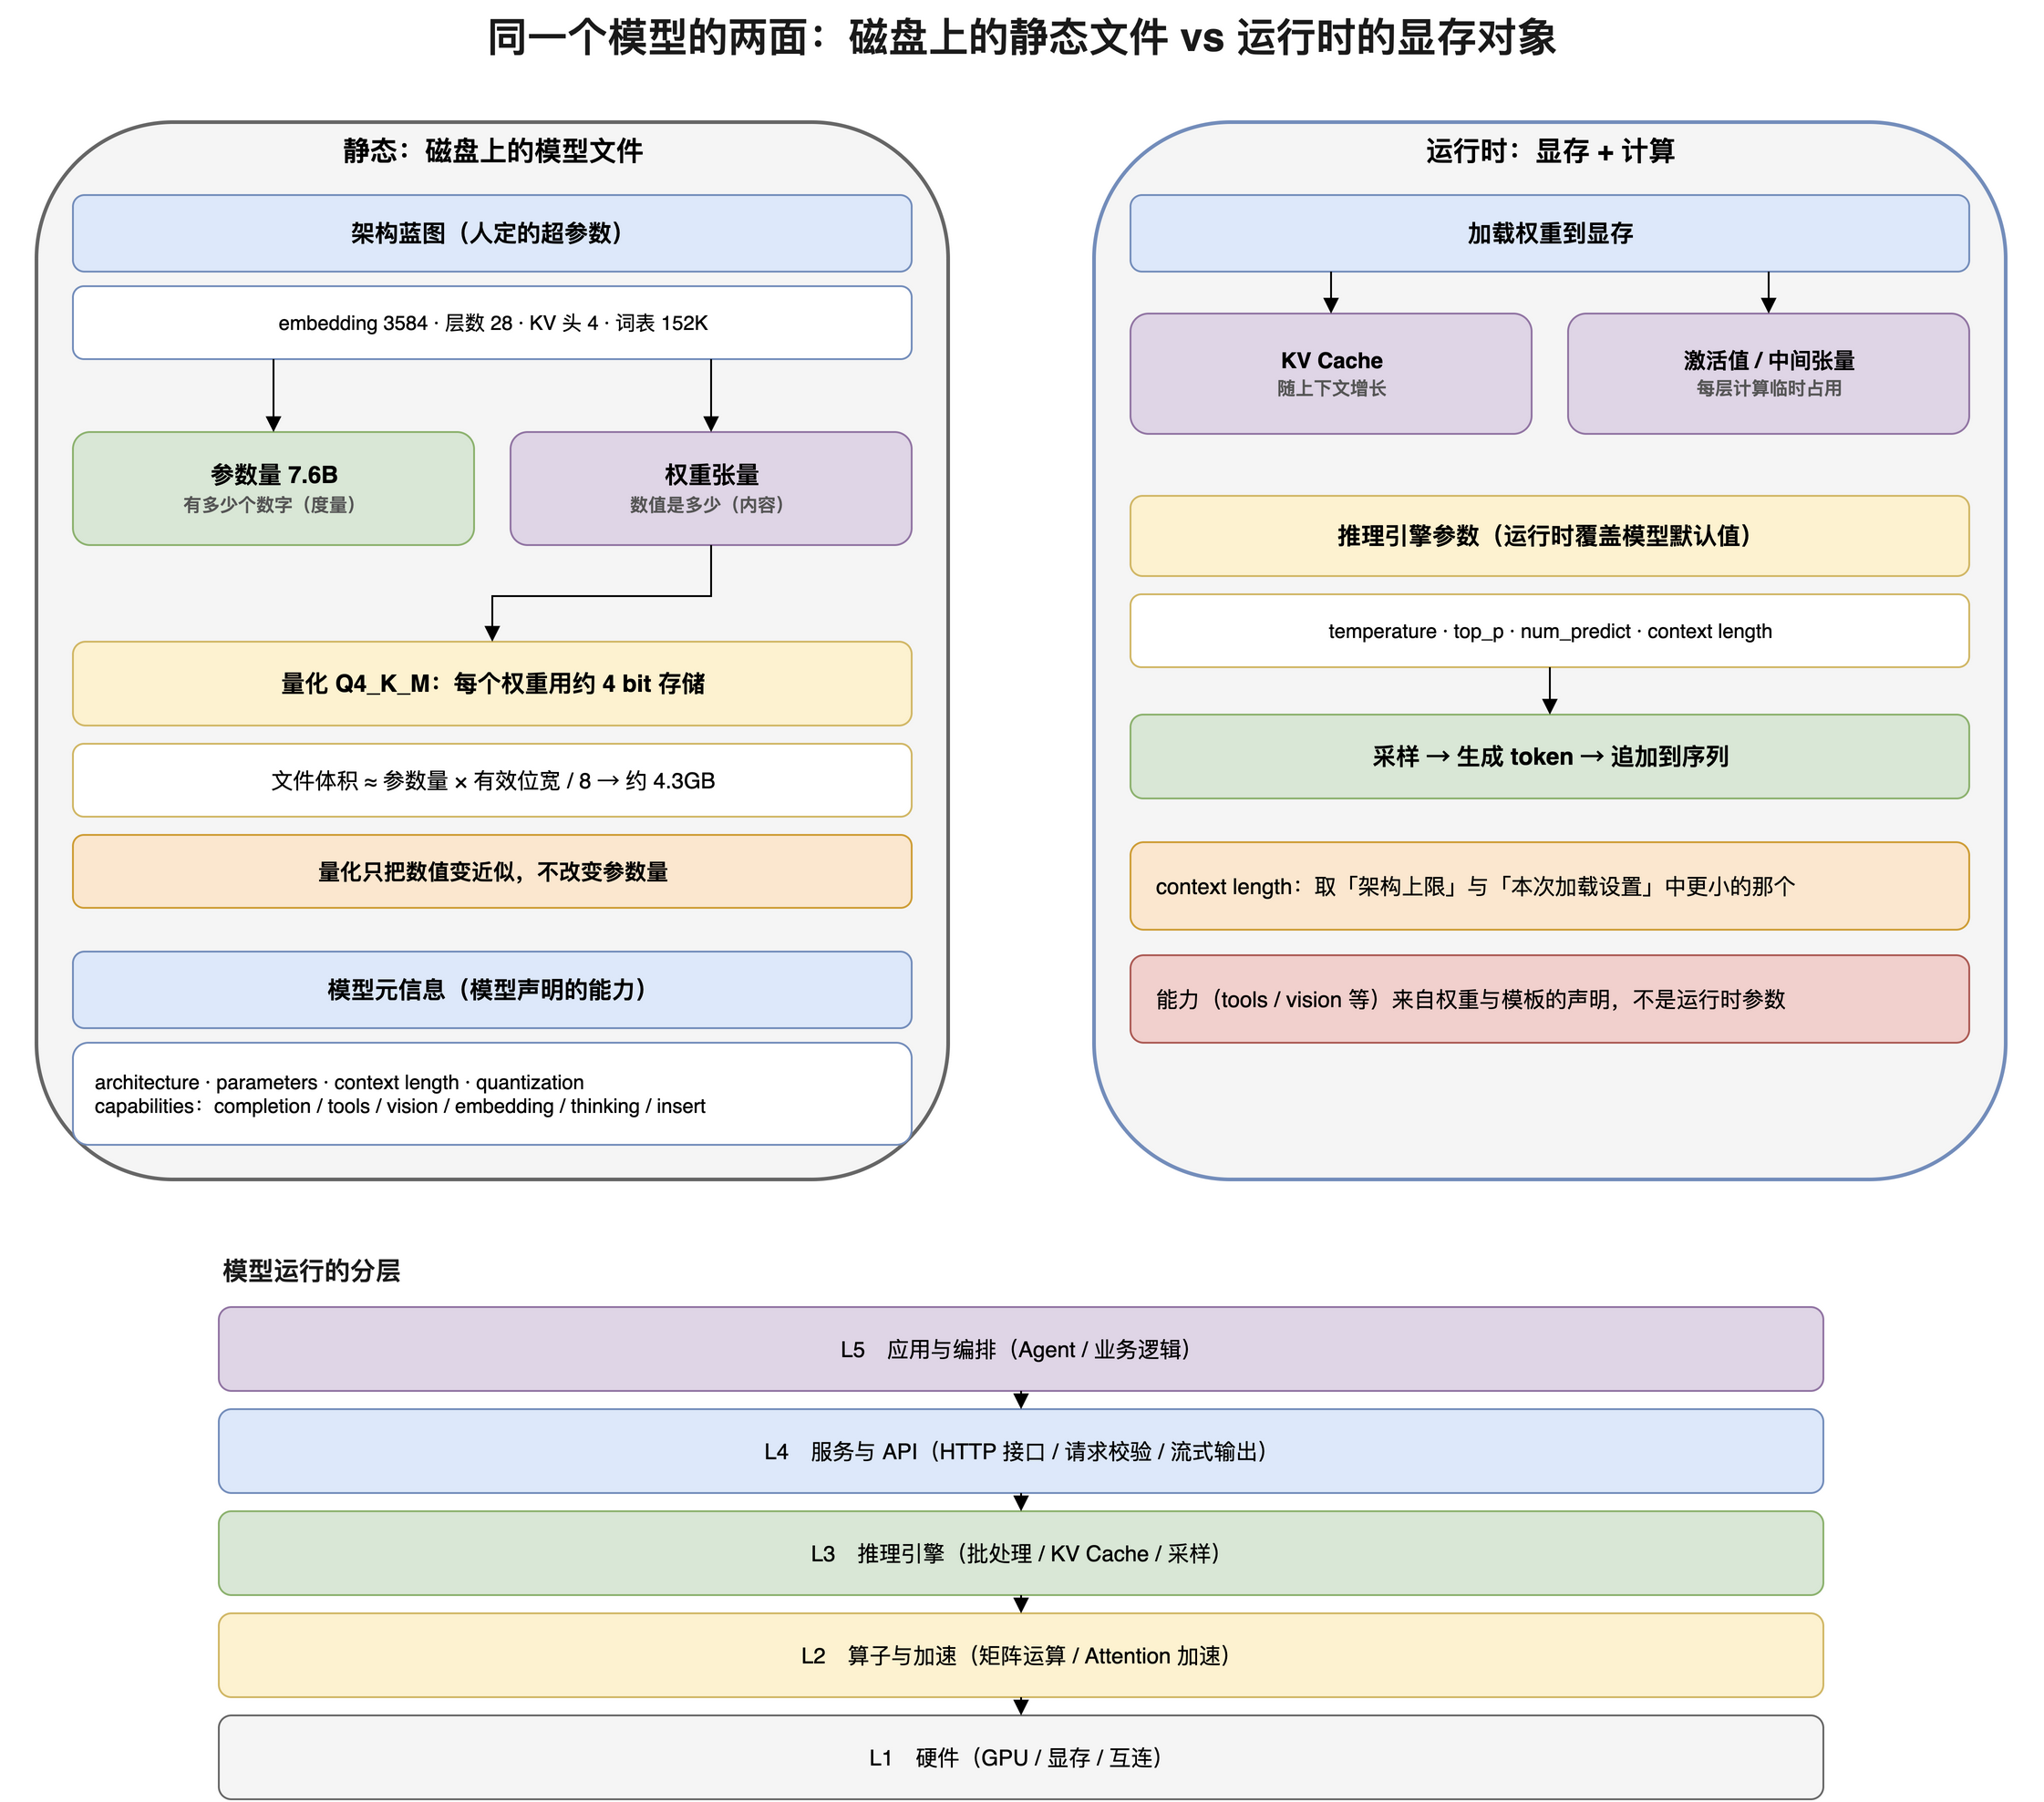 同一个模型的两面：磁盘上的静态文件 vs 运行时的显存对象
静态：磁盘上的模型文件
架构蓝图（人定的超参数）
embedding 3584 · 层数 28 · KV 头 4 · 词表 152K
参数量 7.6B
有多少个数字（度量）
权重张量
数值是多少（内容）
量化 Q4_K_M：每个权重用约 4 bit 存储
文件体积 ≈ 参数量 × 有效位宽 / 8 → 约 4.3GB
量化只把数值变近似，不改变参数量
模型元信息（模型声明的能力）
architecture · parameters · context length · quantization
capabilities：completion / tools / vision / embedding / thinking / insert
运行时：显存 + 计算
加载权重到显存
KV Cache
随上下文增长
激活值 / 中间张量
每层计算临时占用
推理引擎参数（运行时覆盖模型默认值）
temperature · top_p · num_predict · context length
采样 → 生成 token → 追加到序列
context length：取「架构上限」与「本次加载设置」中更小的那个
能力（tools / vision 等）来自权重与模板的声明，不是运行时参数
模型运行的分层
L5 应用与编排（Agent / 业务逻辑）
L4 服务与 API（HTTP 接口 / 请求校验 / 流式输出）
L3 推理引擎（批处理 / KV Cache / 采样）
L2 算子与加速（矩阵运算 / Attention 加速）
L1 硬件（GPU / 显存 / 互连）